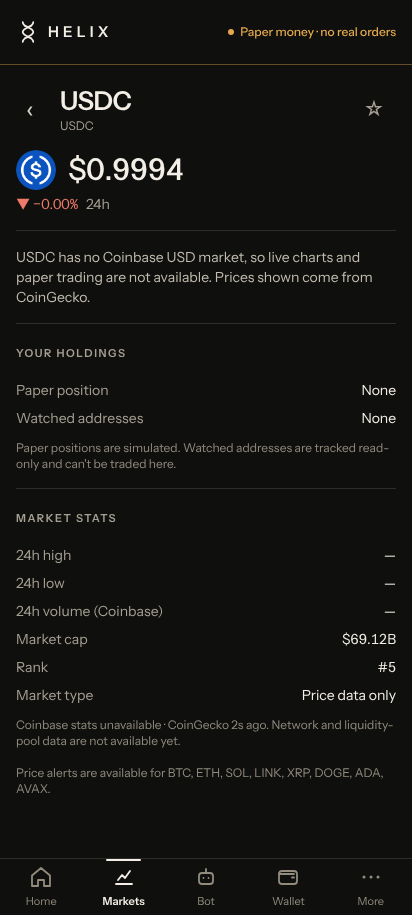 HELIX
Paper money · no real orders
USDC
USDC
$0.9994
▼ −0.00% 24h
USDC has no Coinbase USD market, so live charts and
paper trading are not available. Prices shown come from
CoinGecko.
YOUR HOLDINGS
Paper position None
Watched addresses None
Paper positions are simulated. Watched addresses are tracked read-
only and can't be traded here.
MARKET STATS
24h high —
24h low —
24h volume (Coinbase) —
Market cap $69.12B
Rank #5
Market type Price data only
Coinbase stats unavailable · CoinGecko 2s ago. Network and liquidity-
pool data are not available yet.
Price alerts are available for BTC, ETH, SOL, LINK, XRP, DOGE, ADA,
AVAX.
Home Markets Bot Wallet More